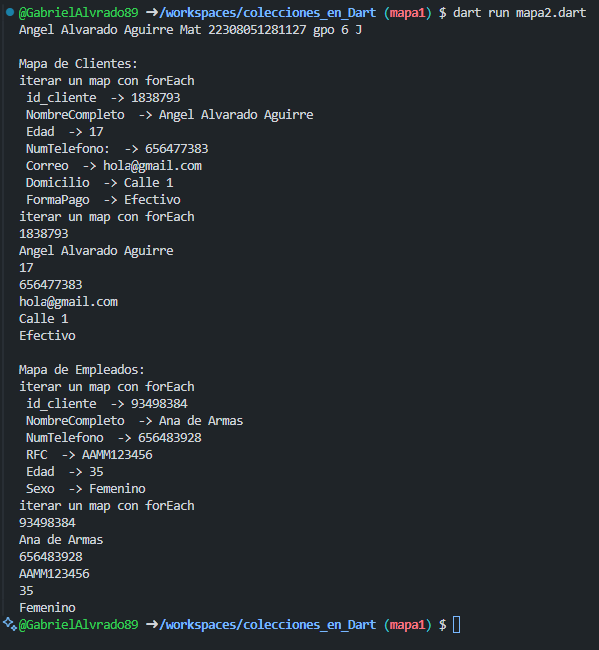 @GabrielAlvrado89 ➜/workspaces/colecciones_en_Dart (mapa1) $ dart run mapa2.dart
Angel Alvarado Aguirre Mat 22308051281127 gpo 6 J
Mapa de Clientes:
iterar un map con forEach
id_cliente -> 1838793
NombreCompleto -> Angel Alvarado Aguirre
Edad -> 17
NumTelefono: -> 656477383
Correo -> hola@gmail.com
Domicilio -> Calle 1
FormaPago -> Efectivo
iterar un map con forEach
1838793
Angel Alvarado Aguirre
17
656477383
hola@gmail.com
Calle 1
Efectivo
Mapa de Empleados:
iterar un map con forEach
id_cliente -> 93498384
NombreCompleto -> Ana de Armas
NumTelefono -> 656483928
RFC -> AAMM123456
Edad -> 35
Sexo -> Femenino
iterar un map con forEach
93498384
Ana de Armas
656483928
AAMM123456
35
Femenino
@GabrielAlvrado89 ➜/workspaces/colecciones_en_Dart (mapa1) $